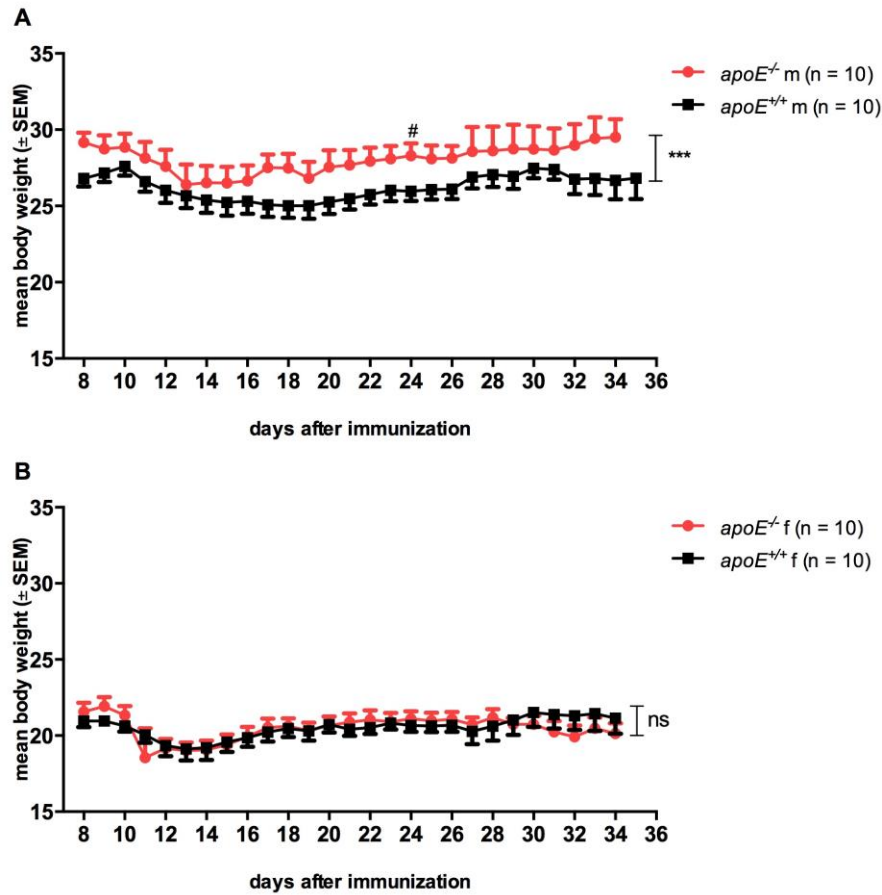 A
mean body weight (± SEM)
35
30
25
20
15
#
***
apoE-/- m (n = 10)
apoE+/+ m (n = 10)
8 10 12 14 16 18 20 22 24 26 28 30 32 34 36
days after immunization
B
mean body weight (± SEM)
35
30
25
20
15
ns
apoE-/- f (n = 10)
apoE+/+ f (n = 10)
8 10 12 14 16 18 20 22 24 26 28 30 32 34 36
days after immunization